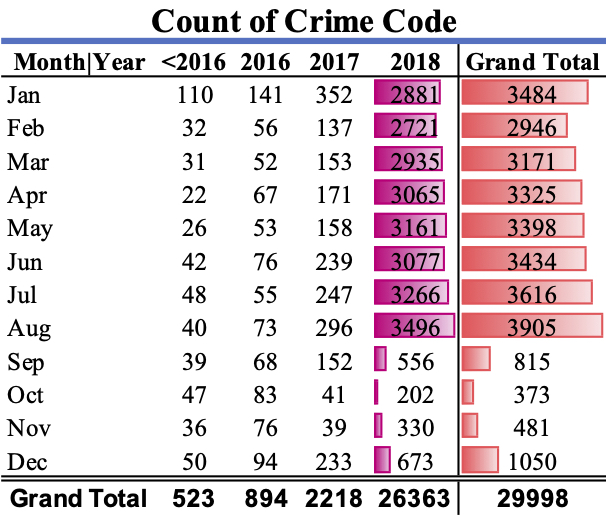 Count of Crime Code
Month|Year <2016 2016 2017 2018 Grand Total
Jan 110 141 352 2881 3484
Feb 32 56 137 2721 2946
Mar 31 52 153 2935 3171
Apr 22 67 171 3065 3325
May 26 53 158 3161 3398
Jun 42 76 239 3077 3434
Jul 48 55 247 3266 3616
Aug 40 73 296 3496 3905
Sep 39 68 152 556 815
Oct 47 83 41 202 373
Nov 36 76 39 330 481
Dec 50 94 233 673 1050
Grand Total 523 894 2218 26363 29998